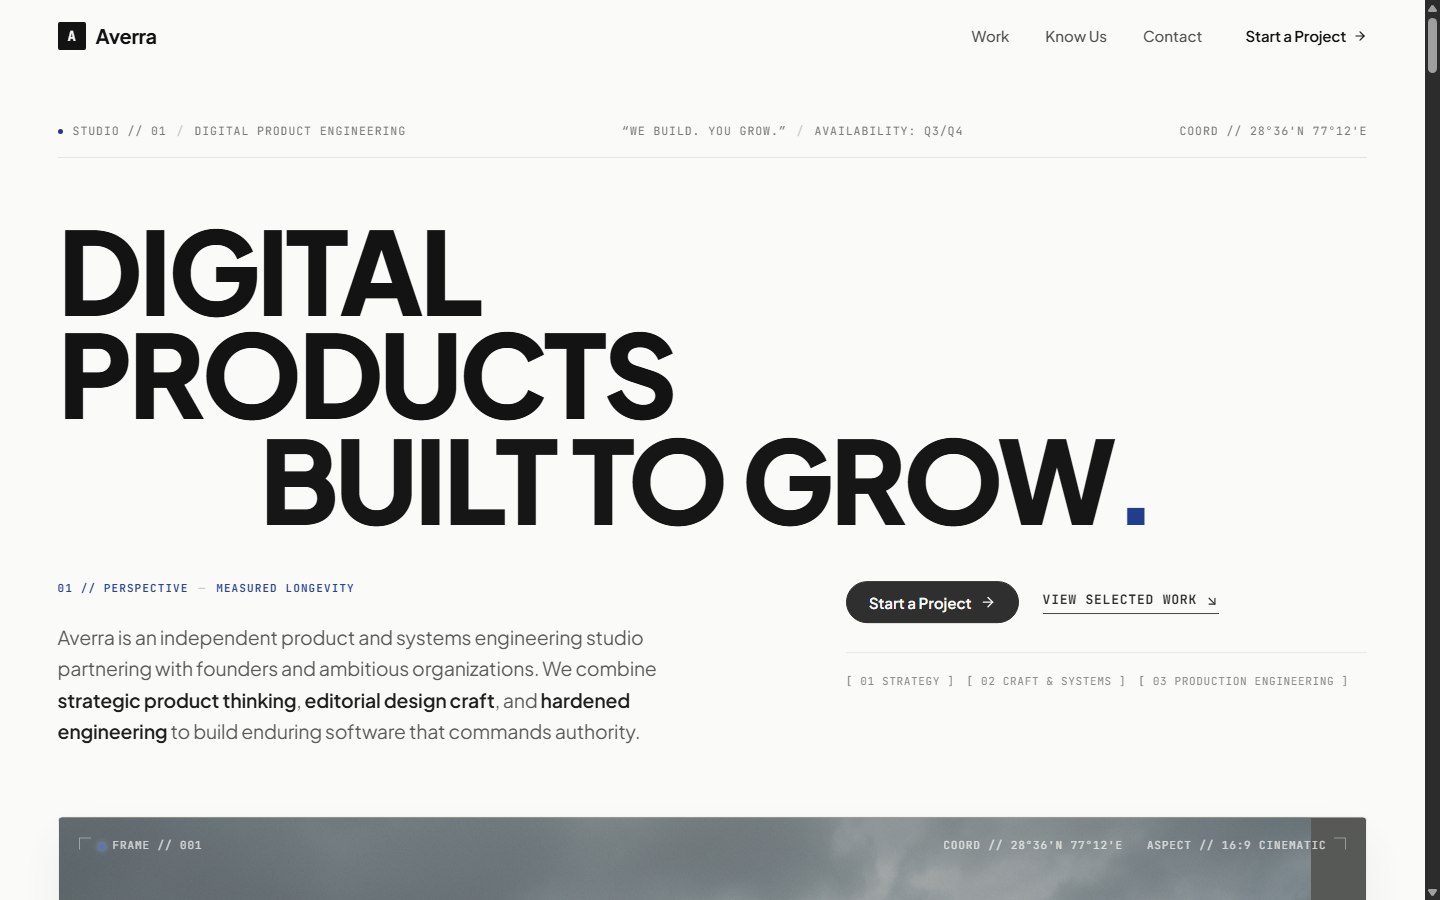 A Averra
Work Know Us Contact Start a Project →
STUDIO // 01 / DIGITAL PRODUCT ENGINEERING
“WE BUILD. YOU GROW.” / AVAILABILITY: Q3/Q4
COORD // 28°36'N 77°12'E
DIGITAL
PRODUCTS
BUILT TO GROW.
01 // PERSPECTIVE — MEASURED LONGEVITY
Averra is an independent product and systems engineering studio
partnering with founders and ambitious organizations. We combine
strategic product thinking, editorial design craft, and hardened
engineering to build enduring software that commands authority.
Start a Project →
VIEW SELECTED WORK ↘
[ 01 STRATEGY ] [ 02 CRAFT & SYSTEMS ] [ 03 PRODUCTION ENGINEERING ]
FRAME // 001
COORD // 28°36'N 77°12'E ASPECT // 16:9 CINEMATIC